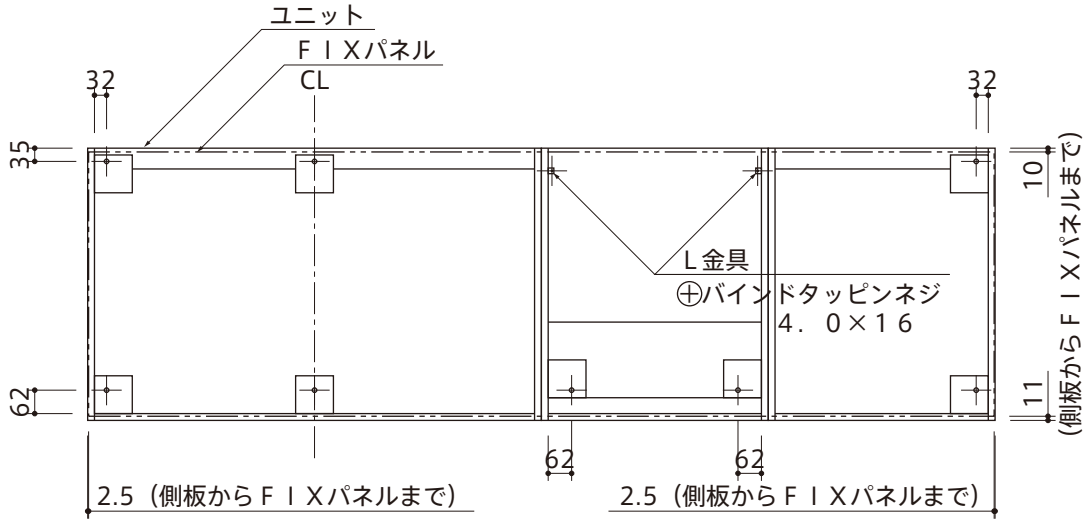 ユニット
ＦＩＸパネル
32
CL
32
35
10
(側板からＦＩＸパネルまで)
Ｌ金具
⊕バインドタッピンネジ
４．０×１６
62
11
62
62
2.5（側板からＦＩＸパネルまで）
2.5（側板からＦＩＸパネルまで）